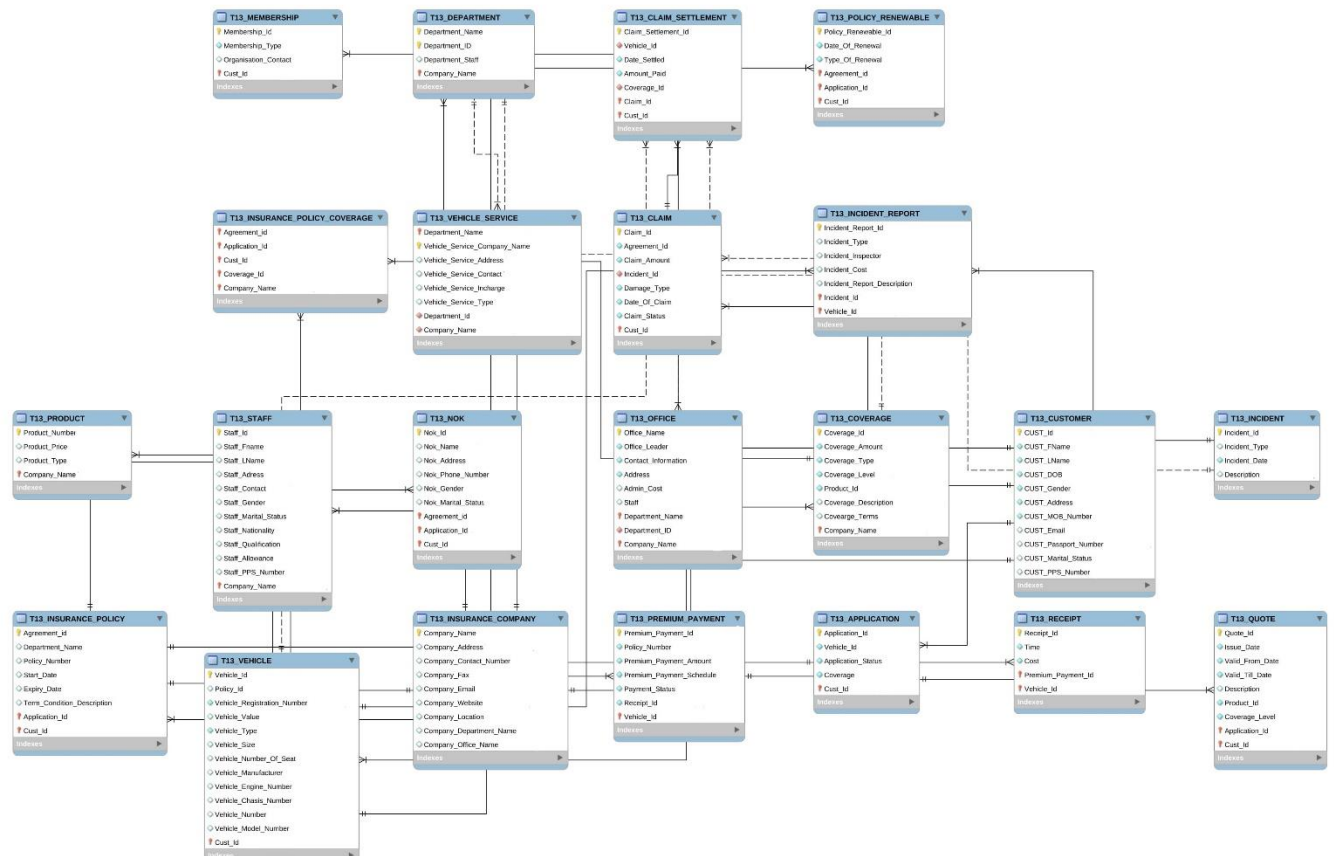 T13_MEMBERSHIP
Membership_Id
Membership_Type
Organisation_Contact
Cust_Id
Indexes
T13_DEPARTMENT
Department_Name
Department_ID
Department_Staff
Company_Name
Indexes
T13_CLAIM_SETTLEMENT
Claim_Settlement_Id
Vehicle_Id
Date_Settled
Amount_Paid
Coverage_Id
Claim_Id
Cust_Id
Indexes
T13_POLICY_RENEWABLE
Policy_Renewable_Id
Date_Of_Renewal
Type_Of_Renewal
Agreement_id
Application_Id
Cust_Id
Indexes
T13_INSURANCE_POLICY_COVERAGE
Agreement_id
Application_Id
Cust_Id
Coverage_Id
Company_Name
Indexes
T13_VEHICLE_SERVICE
Department_Name
Vehicle_Service_Company_Name
Vehicle_Service_Address
Vehicle_Service_Contact
Vehicle_Service_Incharge
Vehicle_Service_Type
Department_Id
Company_Name
Indexes
T13_CLAIM
Claim_Id
Agreement_Id
Claim_Amount
Incident_Id
Damage_Type
Date_Of_Claim
Claim_Status
Cust_Id
Indexes
T13_INCIDENT_REPORT
Incident_Report_Id
Incident_Type
Incident_Inspector
Incident_Cost
Incident_Report_Description
Incident_Id
Vehicle_Id
Indexes
T13_PRODUCT
Product_Number
Product_Price
Product_Type
Company_Name
Indexes
T13_STAFF
Staff_Id
Staff_Fname
Staff_LName
Staff_Adress
Staff_Contact
Staff_Gender
Staff_Marital_Status
Staff_Nationality
Staff_Qualification
Staff_Allowance
Staff_PPS_Number
Company_Name
Indexes
T13_NOK
Nok_Id
Nok_Name
Nok_Address
Nok_Phone_Number
Nok_Gender
Nok_Marital_Status
Agreement_id
Application_Id
Cust_Id
Indexes
T13_OFFICE
Office_Name
Office_Leader
Contact_Information
Address
Admin_Cost
Staff
Department_Name
Department_ID
Company_Name
Indexes
T13_COVERAGE
Coverage_Id
Coverage_Amount
Coverage_Type
Coverage_Level
Product_Id
Coverage_Description
Covearge_Terms
Company_Name
Indexes
T13_CUSTOMER
CUST_Id
CUST_FName
CUST_LName
CUST_DOB
CUST_Gender
CUST_Address
CUST_MOB_Number
CUST_Email
CUST_Passport_Number
CUST_Marital_Status
CUST_PPS_Number
Indexes
T13_INCIDENT
Incident_Id
Incident_Type
Incident_Date
Description
Indexes
T13_INSURANCE_POLICY
Agreement_id
Department_Name
Policy_Number
Start_Date
Expiry_Date
Term_Condition_Description
Application_Id
Cust_Id
Indexes
T13_VEHICLE
Vehicle_Id
Policy_Id
Vehicle_Registration_Number
Vehicle_Value
Vehicle_Type
Vehicle_Size
Vehicle_Number_Of_Seat
Vehicle_Manufacturer
Vehicle_Engine_Number
Vehicle_Chasis_Number
Vehicle_Number
Vehicle_Model_Number
Cust_Id
Indexes
T13_INSURANCE_COMPANY
Company_Name
Company_Address
Company_Contact_Number
Company_Fax
Company_Email
Company_Website
Company_Location
Company_Department_Name
Company_Office_Name
Indexes
T13_PREMIUM_PAYMENT
Premium_Payment_Id
Policy_Number
Premium_Payment_Amount
Premium_Payment_Schedule
Payment_Status
Receipt_Id
Vehicle_Id
Indexes
T13_APPLICATION
Application_Id
Vehicle_Id
Application_Status
Coverage
Cust_Id
Indexes
T13_RECEIPT
Receipt_Id
Time
Cost
Premium_Payment_Id
Vehicle_Id
Indexes
T13_QUOTE
Quote_Id
Issue_Date
Valid_From_Date
Valid_Till_Date
Description
Product_Id
Coverage_Level
Application_Id
Cust_Id
Indexes